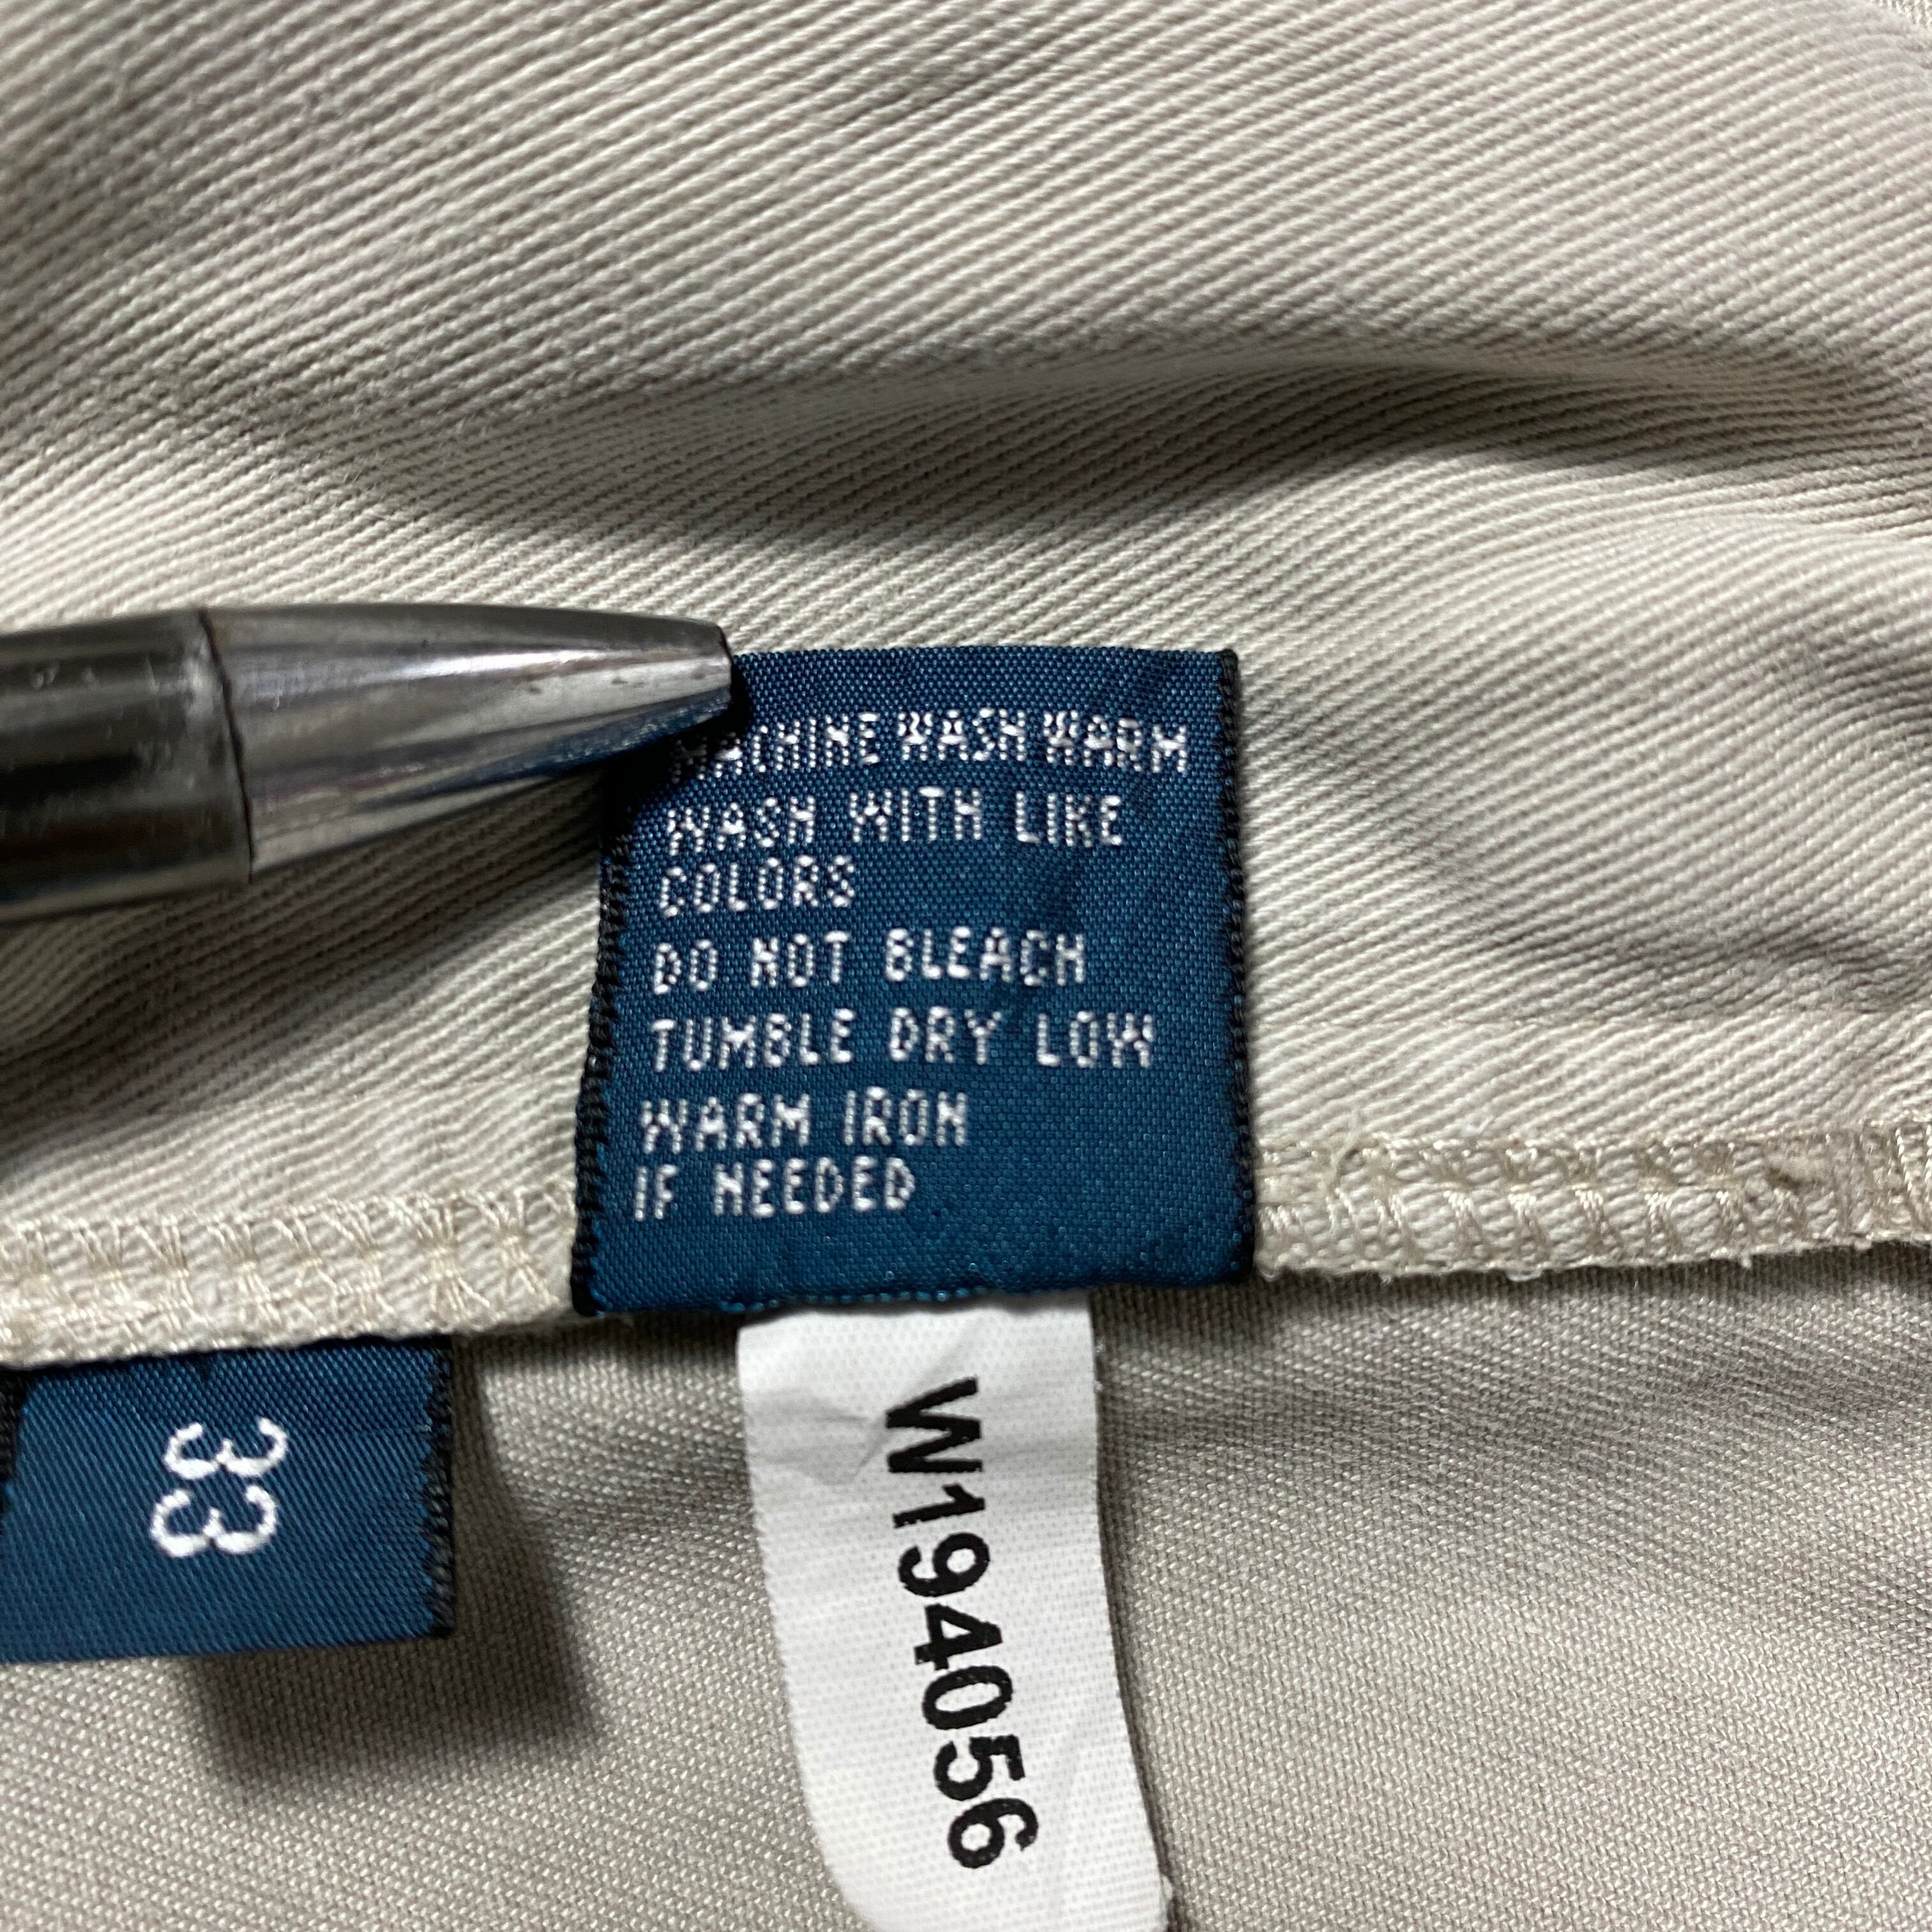 MACHINE WASH WARM
WASH WITH LIKE
COLORS
DO NOT BLEACH
TUMBLE DRY LOW
WARM IRON
IF NEEDED
33
W194056